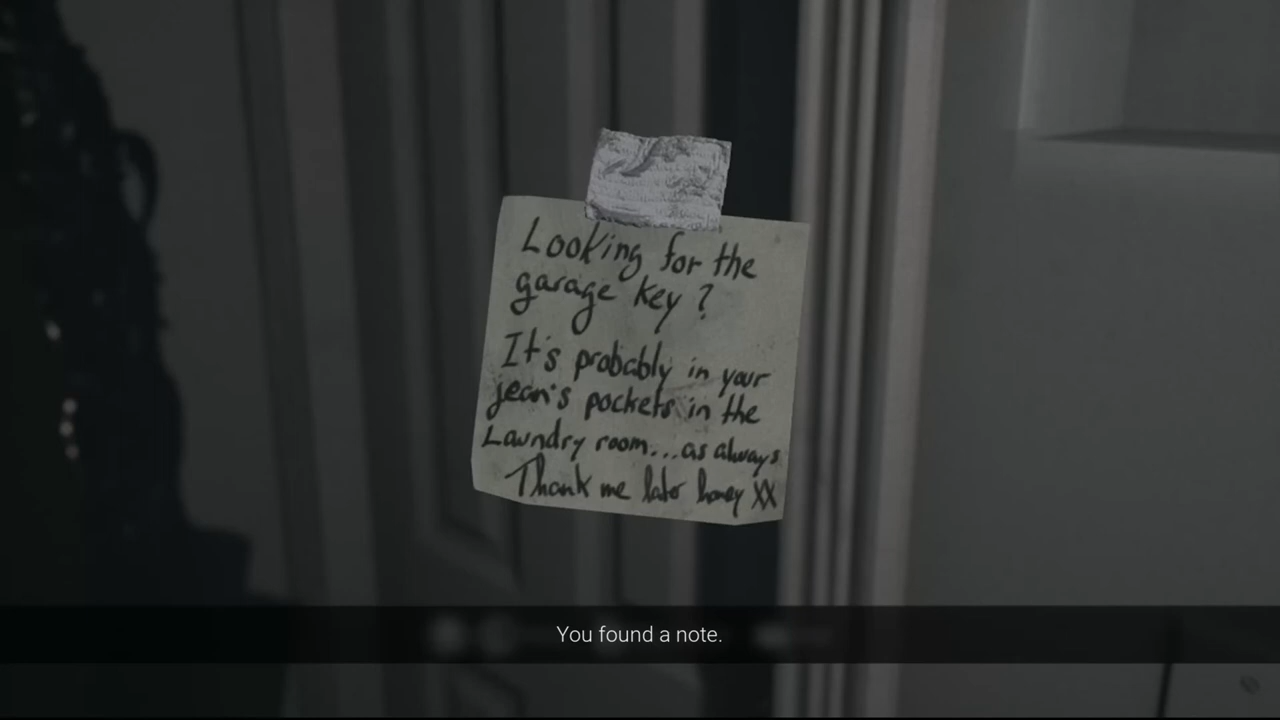 Looking for the
garage key ?
It's probably in your
jean's pockets in the
Laundry room...as always
Thank me later honey XX
You found a note.